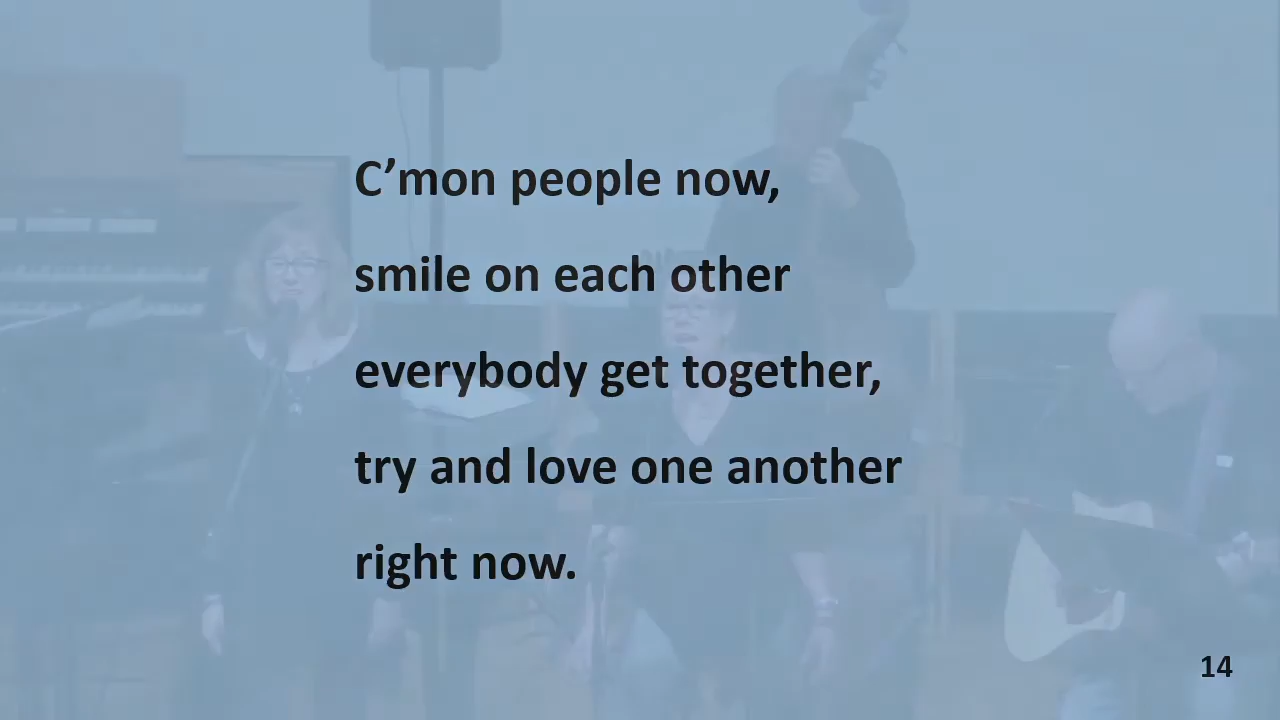 C’mon people now,
smile on each other
everybody get together,
try and love one another
right now.
14